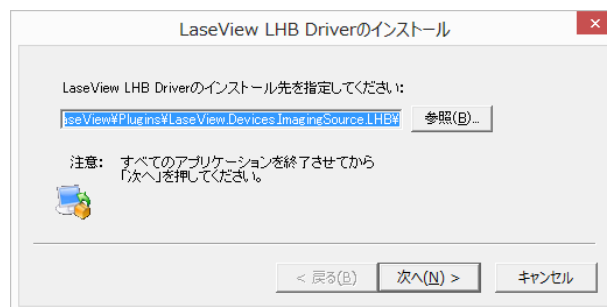 LaseView LHB Driverのインストール
LaseView LHB Driverのインストール先を指定してください:
aseView¥Plugins¥LaseView.Devices.ImagingSource.LHB¥
参照(B)...
注意: すべてのアプリケーションを終了させてから
「次へ」を押してください。
< 戻る(B)
次へ(N) >
キャンセル